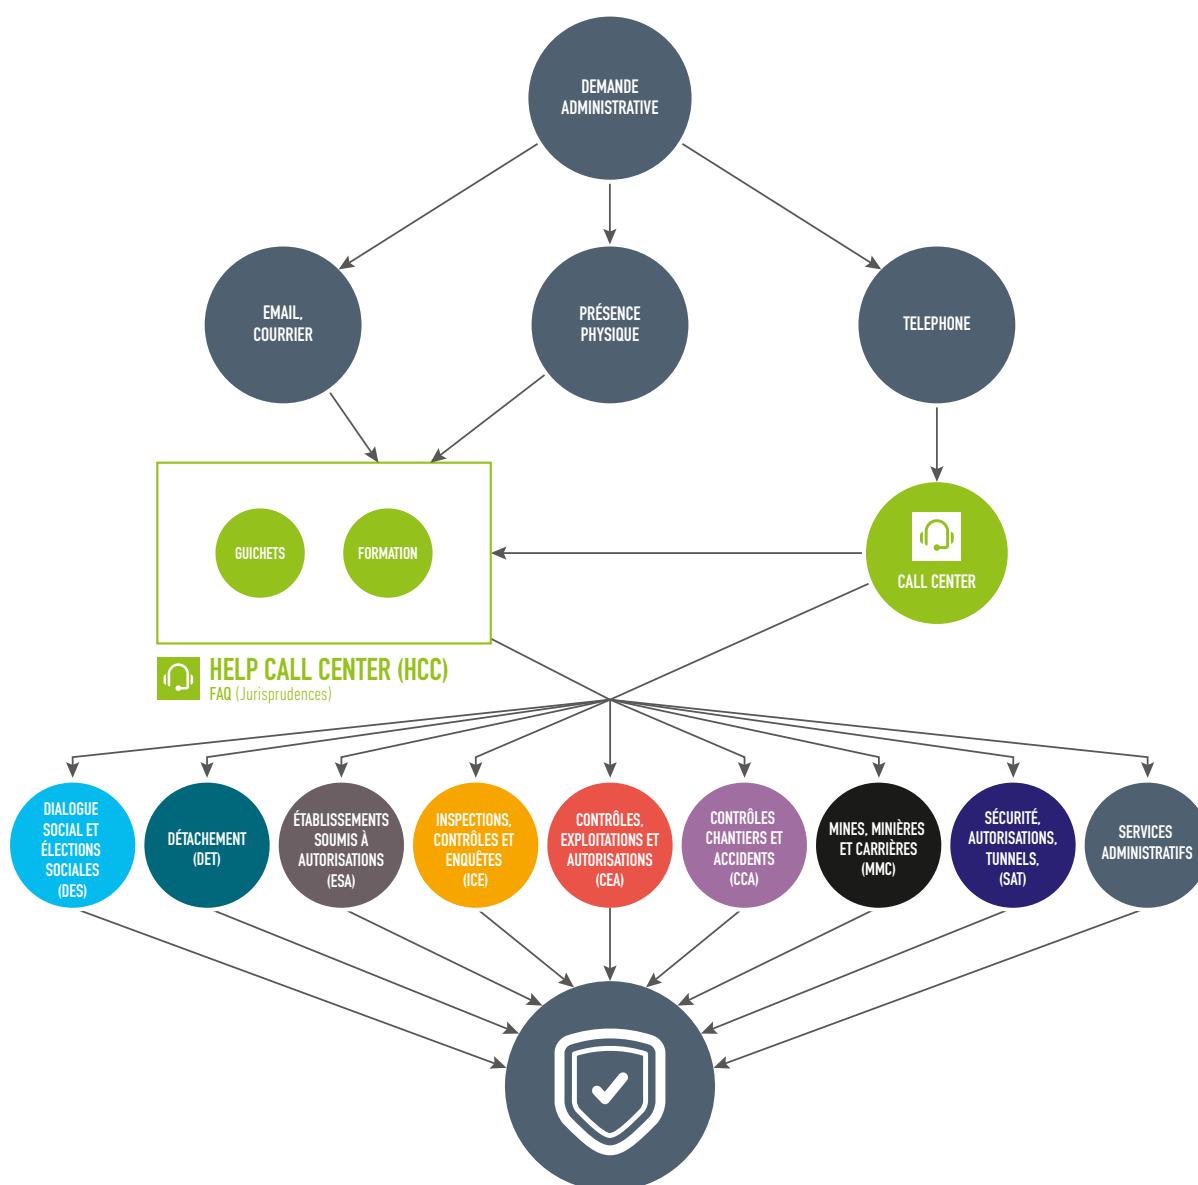 DEMANDE
ADMINISTRATIVE
EMAIL,
COURRIER
PRÉSENCE
PHYSIQUE
TELEPHONE
GUICHETS
FORMATION
CALL CENTER
HELP CALL CENTER (HCC)
FAQ (Jurisprudences)
DIALOGUE
SOCIAL ET
ÉLECTIONS
SOCIALES
(DES)
DÉTACHEMENT
(DET)
ÉTABLISSEMENTS
SOUMIS À
AUTORISATIONS
(ESA)
INSPECTIONS,
CONTRÔLES ET
ENQUÊTES
(ICE)
CONTRÔLES,
EXPLOITATIONS ET
AUTORISATIONS
(CEA)
CONTRÔLES
CHANTIERS ET
ACCIDENTS
(CCA)
MINES, MINIÈRES
ET CARRIÈRES
(MMC)
SÉCURITÉ,
AUTORISATIONS,
TUNNELS,
(SAT)
SERVICES
ADMINISTRATIFS